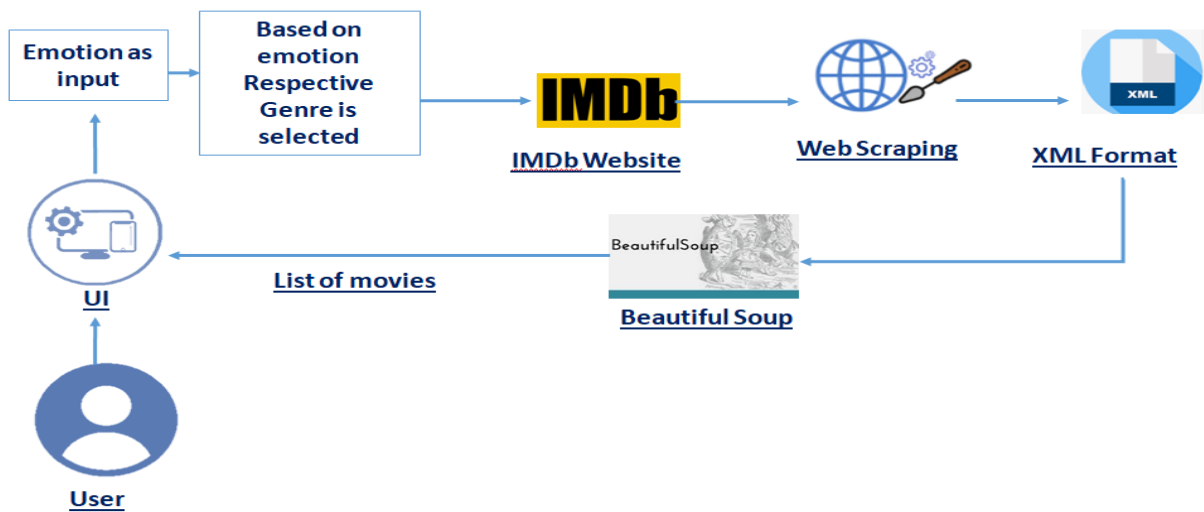 Emotion as
input
Based on
emotion
Respective
Genre is
selected
IMDb
IMDb Website
Web Scraping
XML
XML Format
BeautifulSoup
Beautiful Soup
List of movies
UI
User